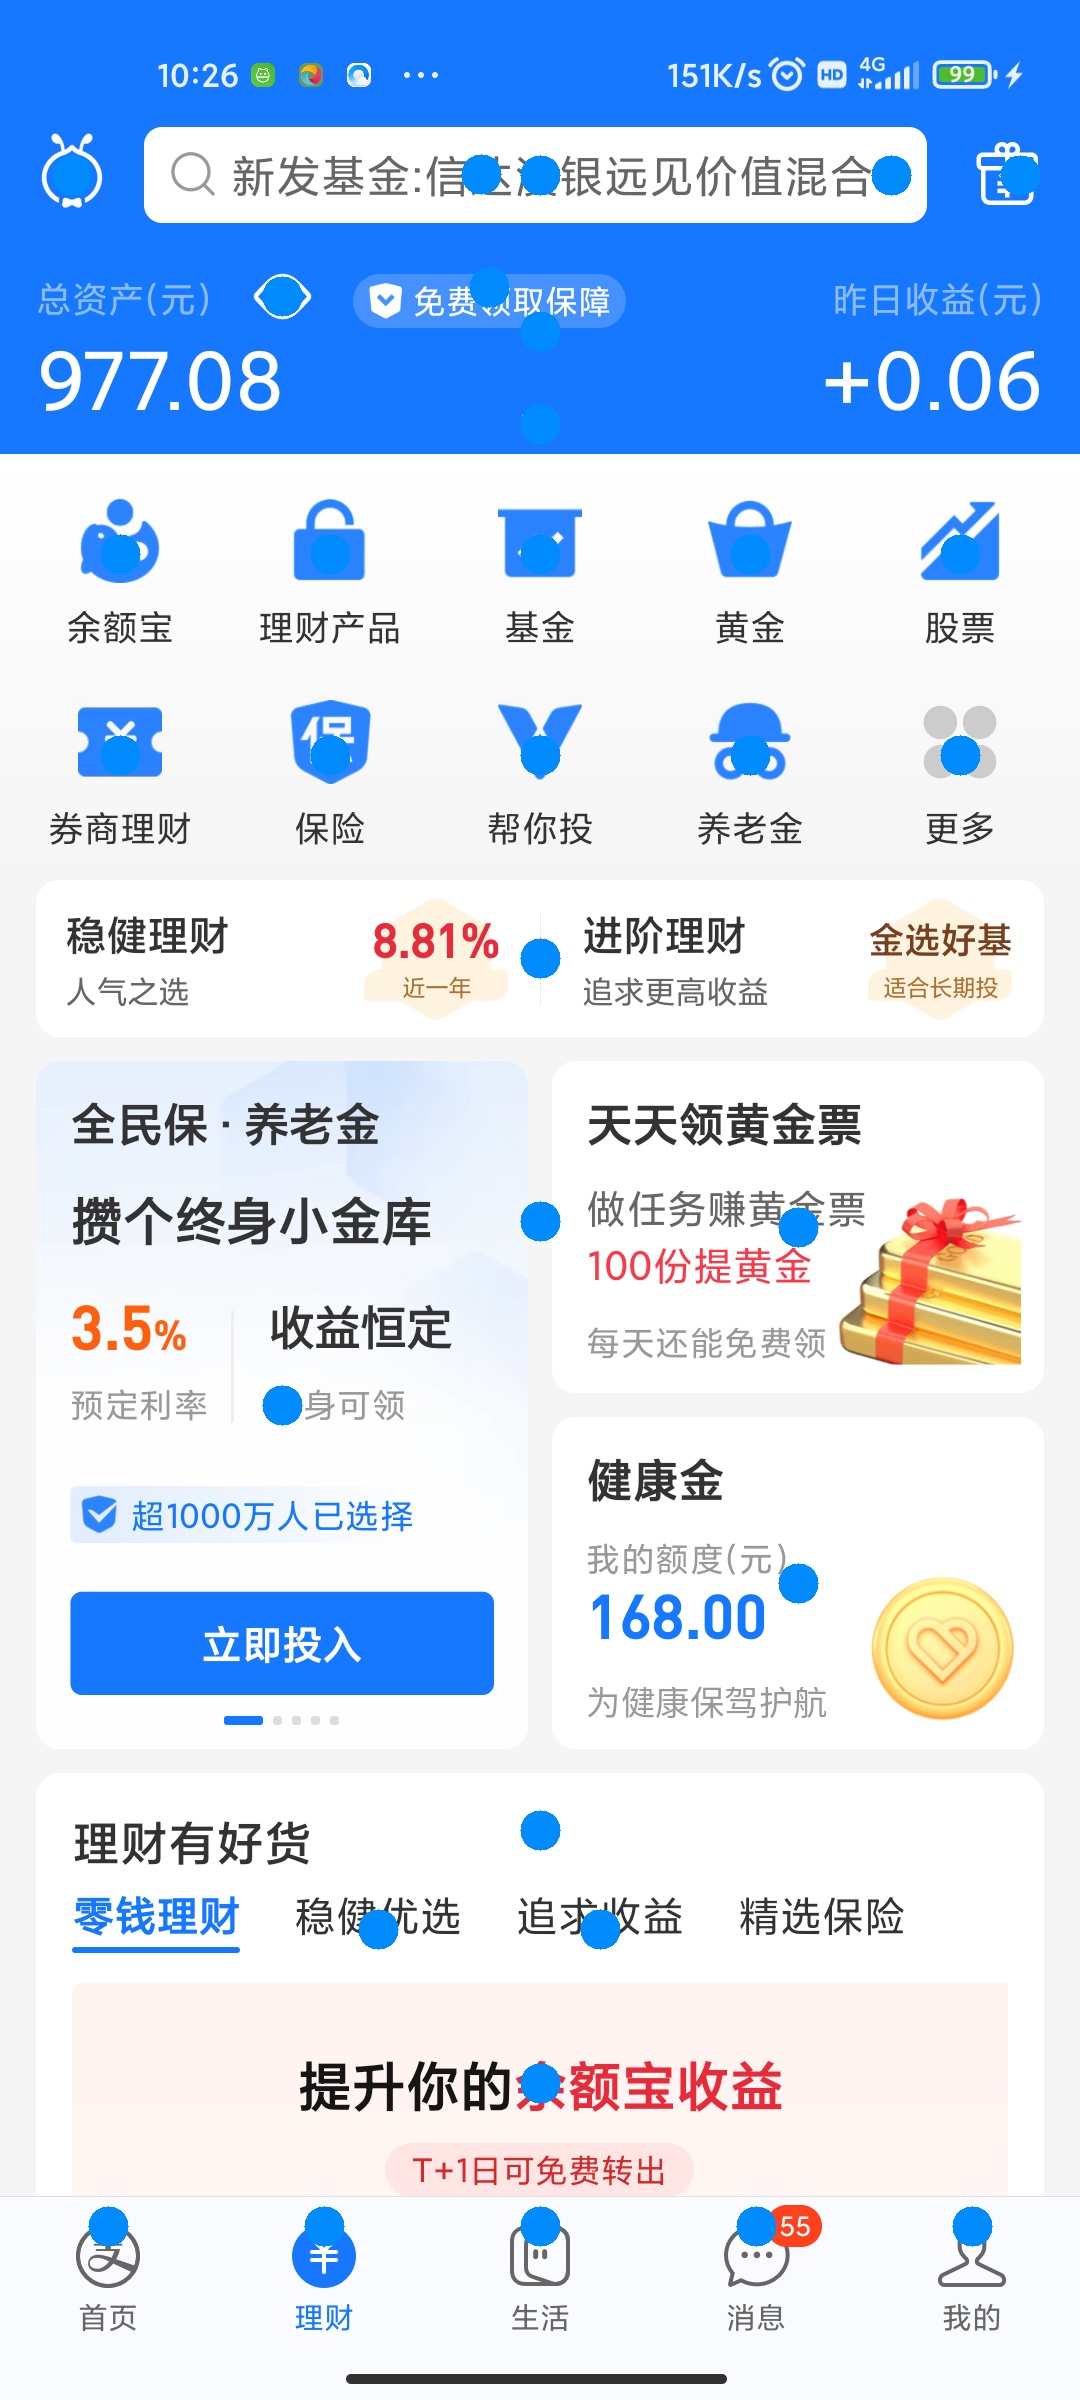 10:26
151K/s
HD
4G
99
新发基金:信
银远见价值混合
总资产(元)
免费
取保障
昨日收益(元)
977.08
+0.06
余额宝
理财产品
基金
黄金
股票
保
券商理财
保险
帮你投
养老金
更多
稳健理财
8.81%
进阶理财
金选好基
人气之选
近一年
追求更高收益
适合长期投
全民保·养老金
攒个终身小金库
3.5%
收益恒定
预定利率
身可领
超1000万人已选择
立即投入
天天领黄金票
做任务赚黄金票
100份提黄金
每天还能免费领
健康金
我的额度(元)
168.00
为健康保驾护航
理财有好货
零钱理财
稳健优选
追求收益
精选保险
提升你的余额宝收益
T+1日可免费转出
55
首页
理财
生活
消息
我的